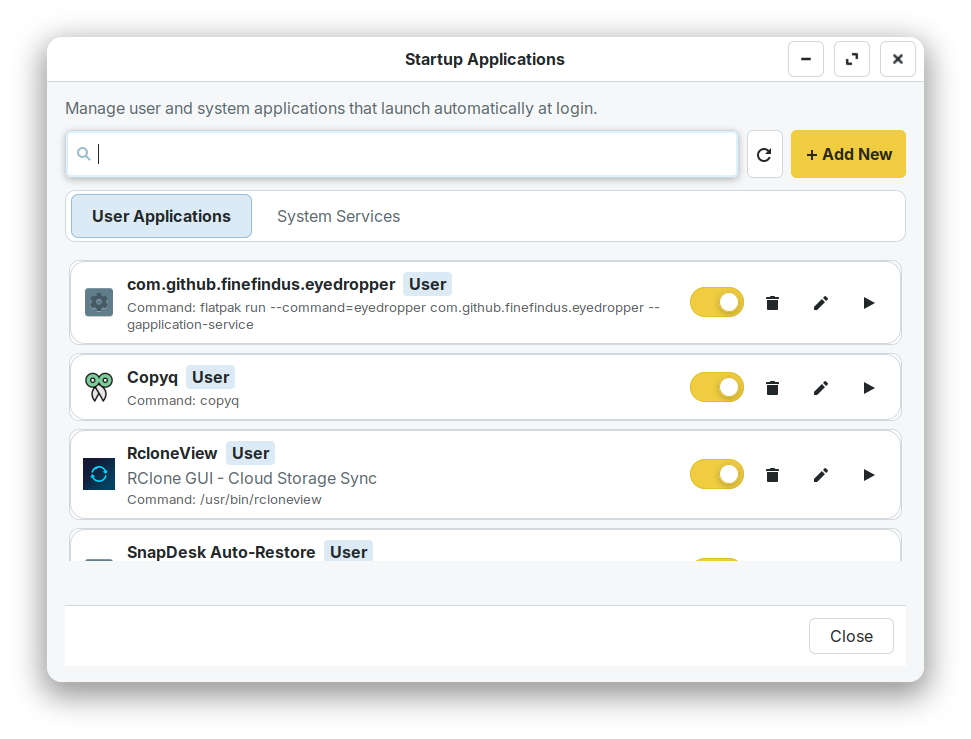 Startup Applications
Manage user and system applications that launch automatically at login.
+ Add New
User Applications
System Services
com.github.finefindus.eyedropper User
Command: flatpak run --command=eyedropper com.github.finefindus.eyedropper --
gapplication-service
Copyq User
Command: copyq
RcloneView User
RClone GUI - Cloud Storage Sync
Command: /usr/bin/rcloneview
SnapDesk Auto-Restore User
Close